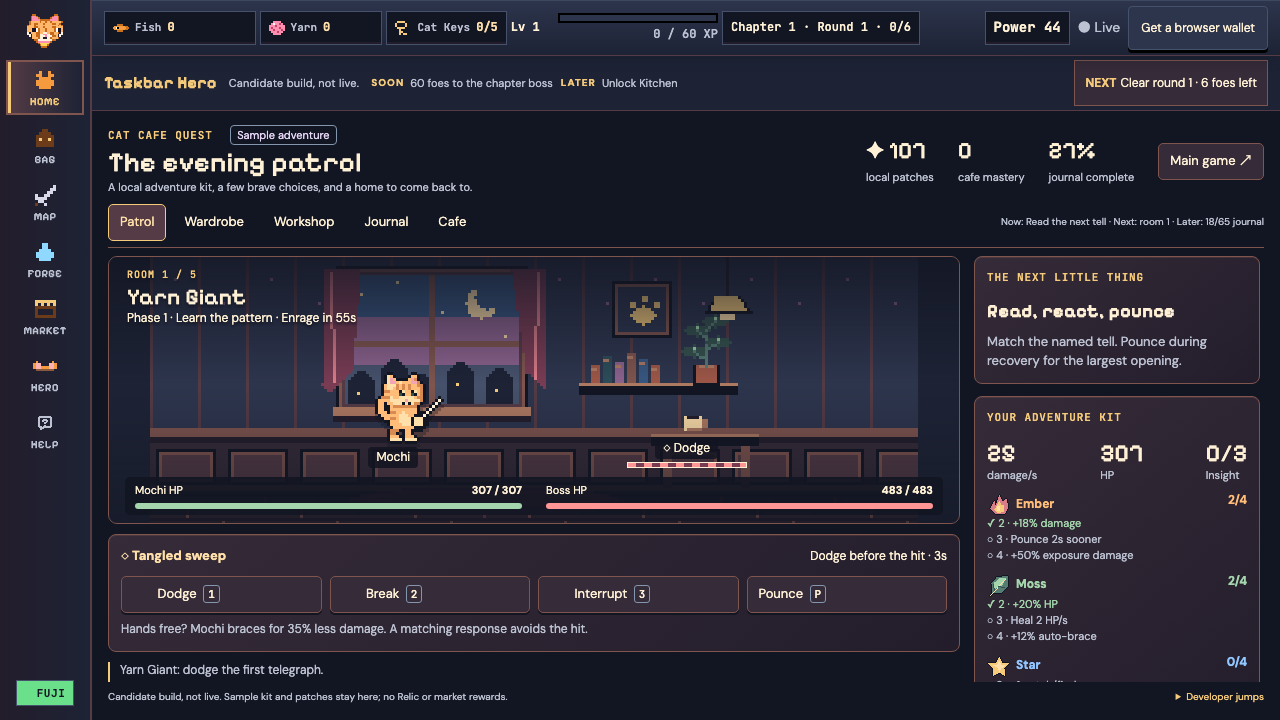 Fish 0
Yarn 0
Cat Keys 0/5
Lv 1
0 / 60 XP
Chapter 1 · Round 1 · 0/6
Power 44
Live
Get a browser wallet
HOME
BAG
MAP
FORGE
MARKET
HERO
HELP
FUJI
Taskbar Hero
Candidate build, not live.
SOON 60 foes to the chapter boss
LATER Unlock Kitchen
NEXT Clear round 1 · 6 foes left
CAT CAFE QUEST
Sample adventure
The evening patrol
A local adventure kit, a few brave choices, and a home to come back to.
✦ 107
local patches
0
cafe mastery
27%
journal complete
Main game ↗
Patrol
Wardrobe
Workshop
Journal
Cafe
Now: Read the next tell · Next: room 1 · Later: 18/65 journal
ROOM 1 / 5
Yarn Giant
Phase 1 · Learn the pattern · Enrage in 55s
Mochi
◇ Dodge
Mochi HP
307 / 307
Boss HP
483 / 483
◇ Tangled sweep
Dodge before the hit · 3s
Dodge 1
Break 2
Interrupt 3
Pounce P
Hands free? Mochi braces for 35% less damage. A matching response avoids the hit.
Yarn Giant: dodge the first telegraph.
Candidate build, not live. Sample kit and patches stay here; no Relic or market rewards.
THE NEXT LITTLE THING
Read, react, pounce
Match the named tell. Pounce during
recovery for the largest opening.
YOUR ADVENTURE KIT
28
damage/s
307
HP
0/3
Insight
Ember
2/4
✓ 2 · +18% damage
○ 3 · Pounce 2s sooner
○ 4 · +50% exposure damage
Moss
2/4
✓ 2 · +20% HP
○ 3 · Heal 2 HP/s
○ 4 · +12% auto-brace
Star
0/4
▶ Developer jumps